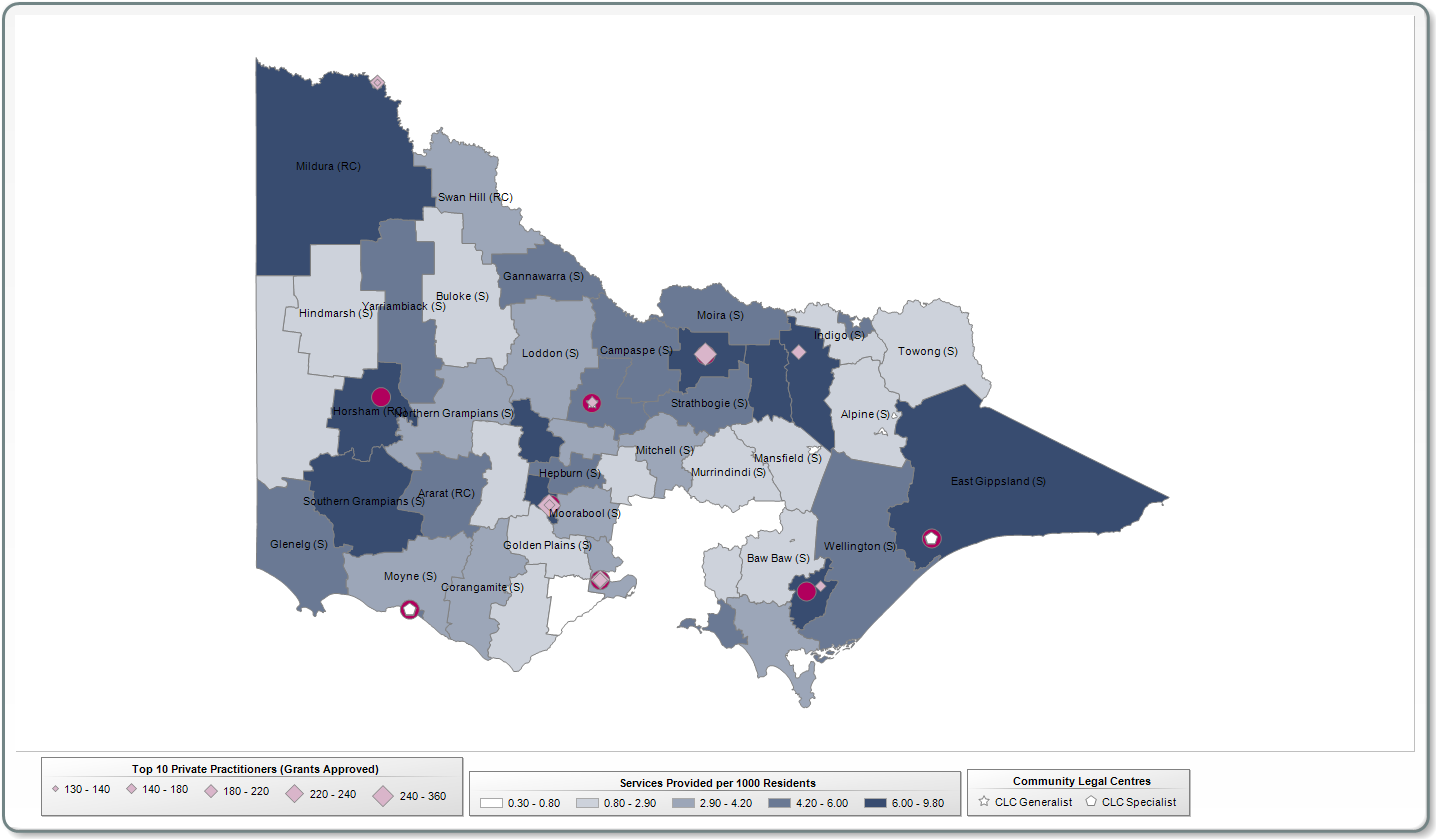 Mildura (RC)
Swan Hill (RC)
Gannawarra (S)
Buloke (S)
Yarriambiack (S)
Hindmarsh (S)
Moira (S)
Indigo (S)
Towong (S)
Loddon (S)
Campaspe (S)
Strathbogie (S)
Horsham (RC)
Northern Grampians (S)
Alpine (S)
Mitchell (S)
Mansfield (S)
Murrindindi (S)
Hepburn (S)
East Gippsland (S)
Southern Grampians (S)
Ararat (RC)
Moorabool (S)
Glenelg (S)
Golden Plains (S)
Wellington (S)
Baw Baw (S)
Moyne (S)
Corangamite (S)
Top 10 Private Practitioners (Grants Approved)
130 - 140
140 - 180
180 - 220
220 - 240
240 - 360
Services Provided per 1000 Residents
0.30 - 0.80
0.80 - 2.90
2.90 - 4.20
4.20 - 6.00
6.00 - 9.80
Community Legal Centres
CLC Generalist
CLC Specialist